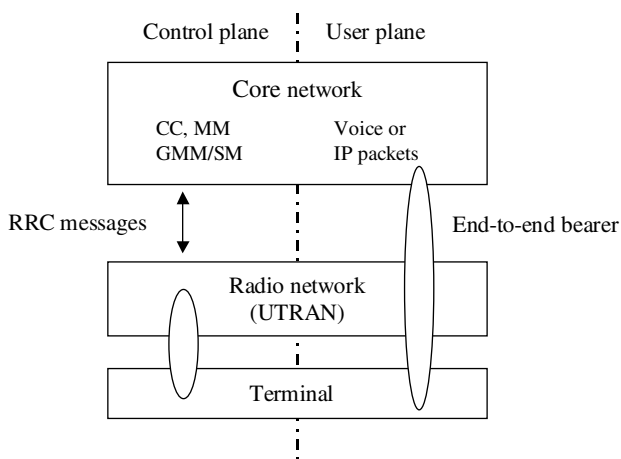 Control plane
User plane
Core network
CC, MM
GMM/SM
Voice or
IP packets
RRC messages
End-to-end bearer
Radio network
(UTRAN)
Terminal